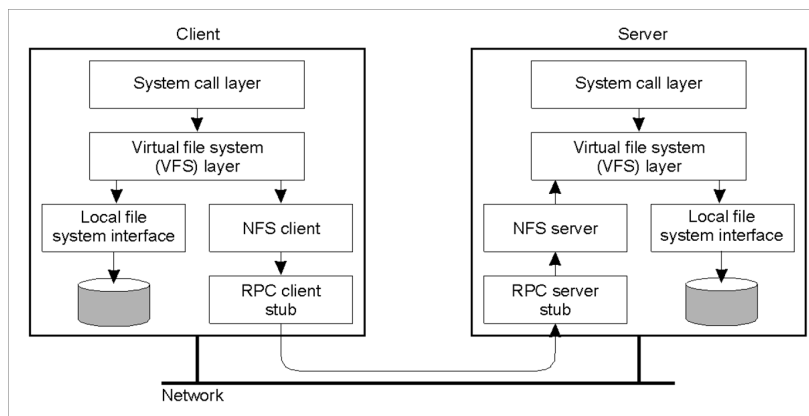 Client
Server
System call layer
System call layer
Virtual file system
(VFS) layer
Virtual file system
(VFS) layer
Local file
system interface
NFS client
NFS server
Local file
system interface
RPC client
stub
RPC server
stub
Network